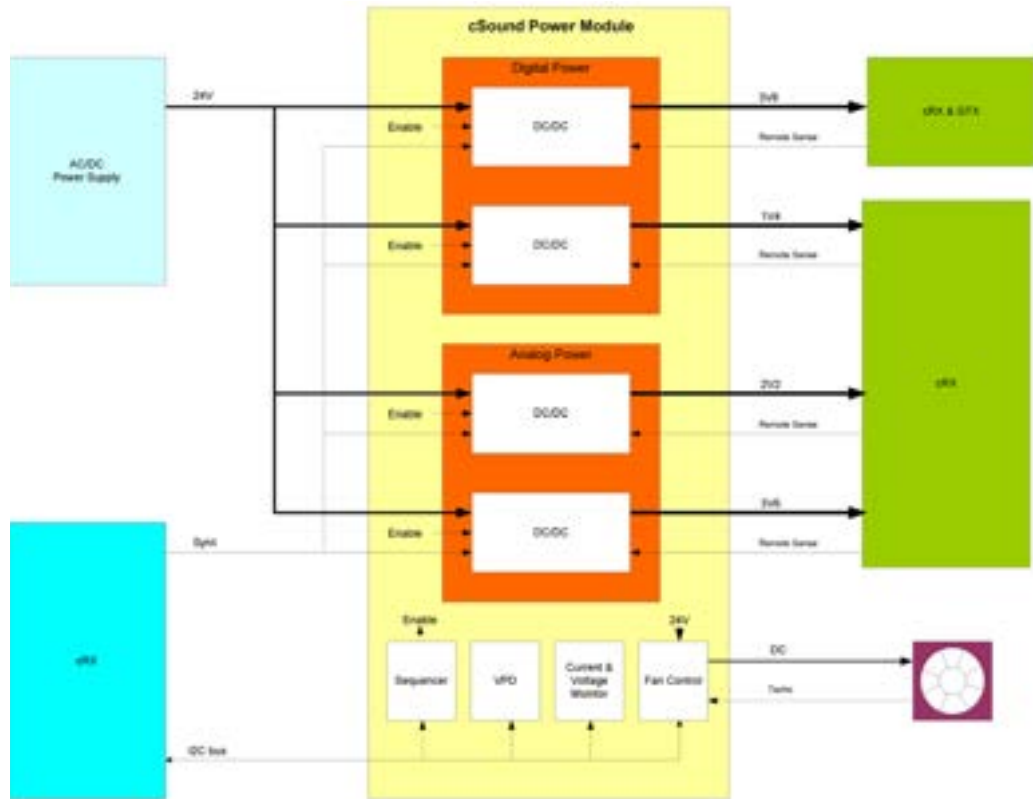 cSound Power Module
Digital Power
24V
DC/DC
Enable
Remote Sense
AC/DC
Power Supply
DC/DC
Enable
Remote Sense
Analog Power
2V2
DC/DC
cRX
Enable
Remote Sense
DC/DC
Enable
Remote Sense
Enable
24V
DC
Sequencer
VPD
Current &
Voltage
Monitor
Fan Control
Tacho
I2C bus